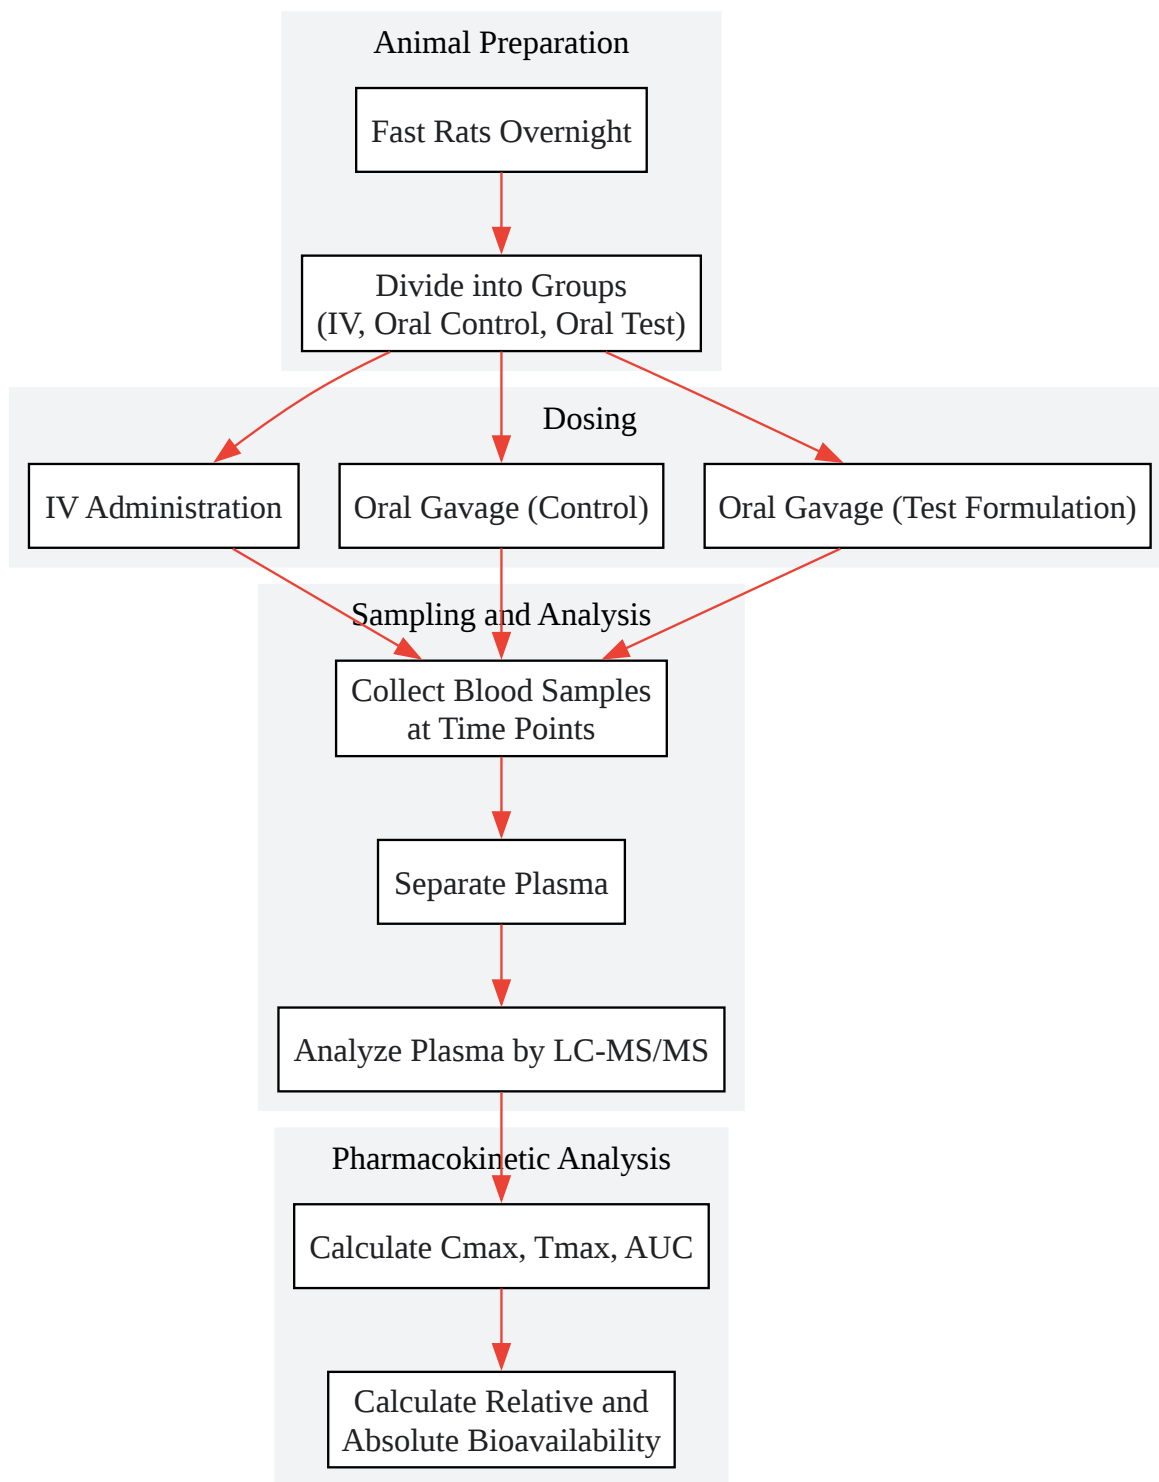 Animal Preparation
Fast Rats Overnight
Divide into Groups
(IV, Oral Control, Oral Test)
Dosing
IV Administration
Oral Gavage (Control)
Oral Gavage (Test Formulation)
Sampling and Analysis
Collect Blood Samples
at Time Points
Separate Plasma
Analyze Plasma by LC-MS/MS
Pharmacokinetic Analysis
Calculate Cmax, Tmax, AUC
Calculate Relative and
Absolute Bioavailability